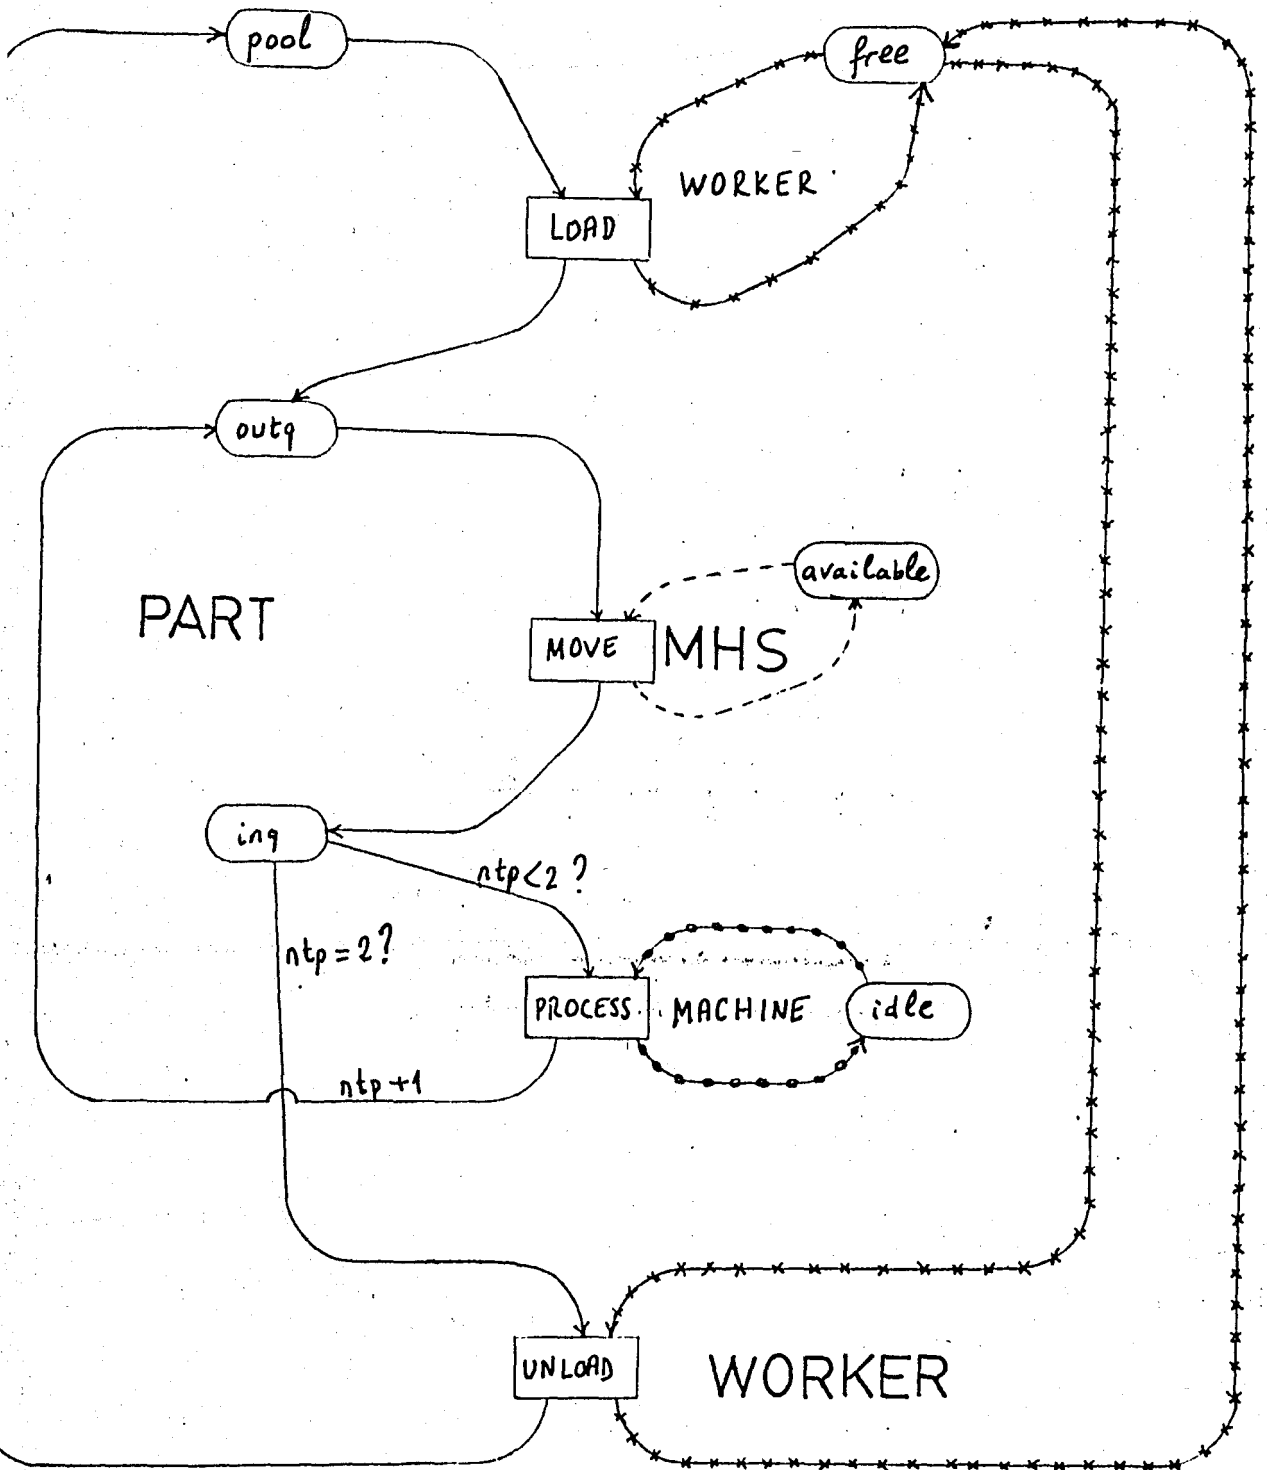 pool
free
WORKER
LOAD
outq
available
PART
MOVE
MHS
inq
ntp<2?
ntp=2?
PROCESS
MACHINE
idle
ntp+1
UNLOAD
WORKER